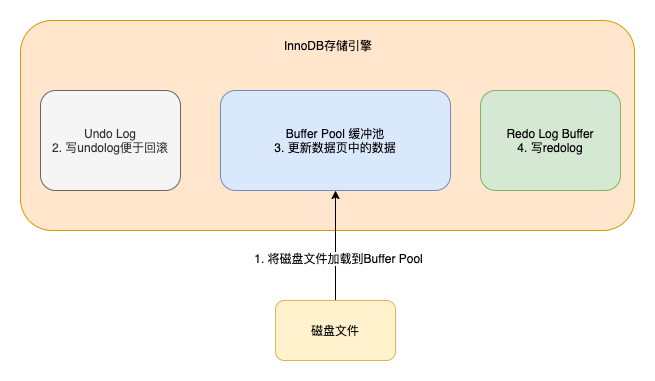 InnoDB存储引擎
Undo Log
2. 写undolog便于回滚
Buffer Pool 缓冲池
3. 更新数据页中的数据
Redo Log Buffer
4. 写redolog
1. 将磁盘文件加载到Buffer Pool
磁盘文件